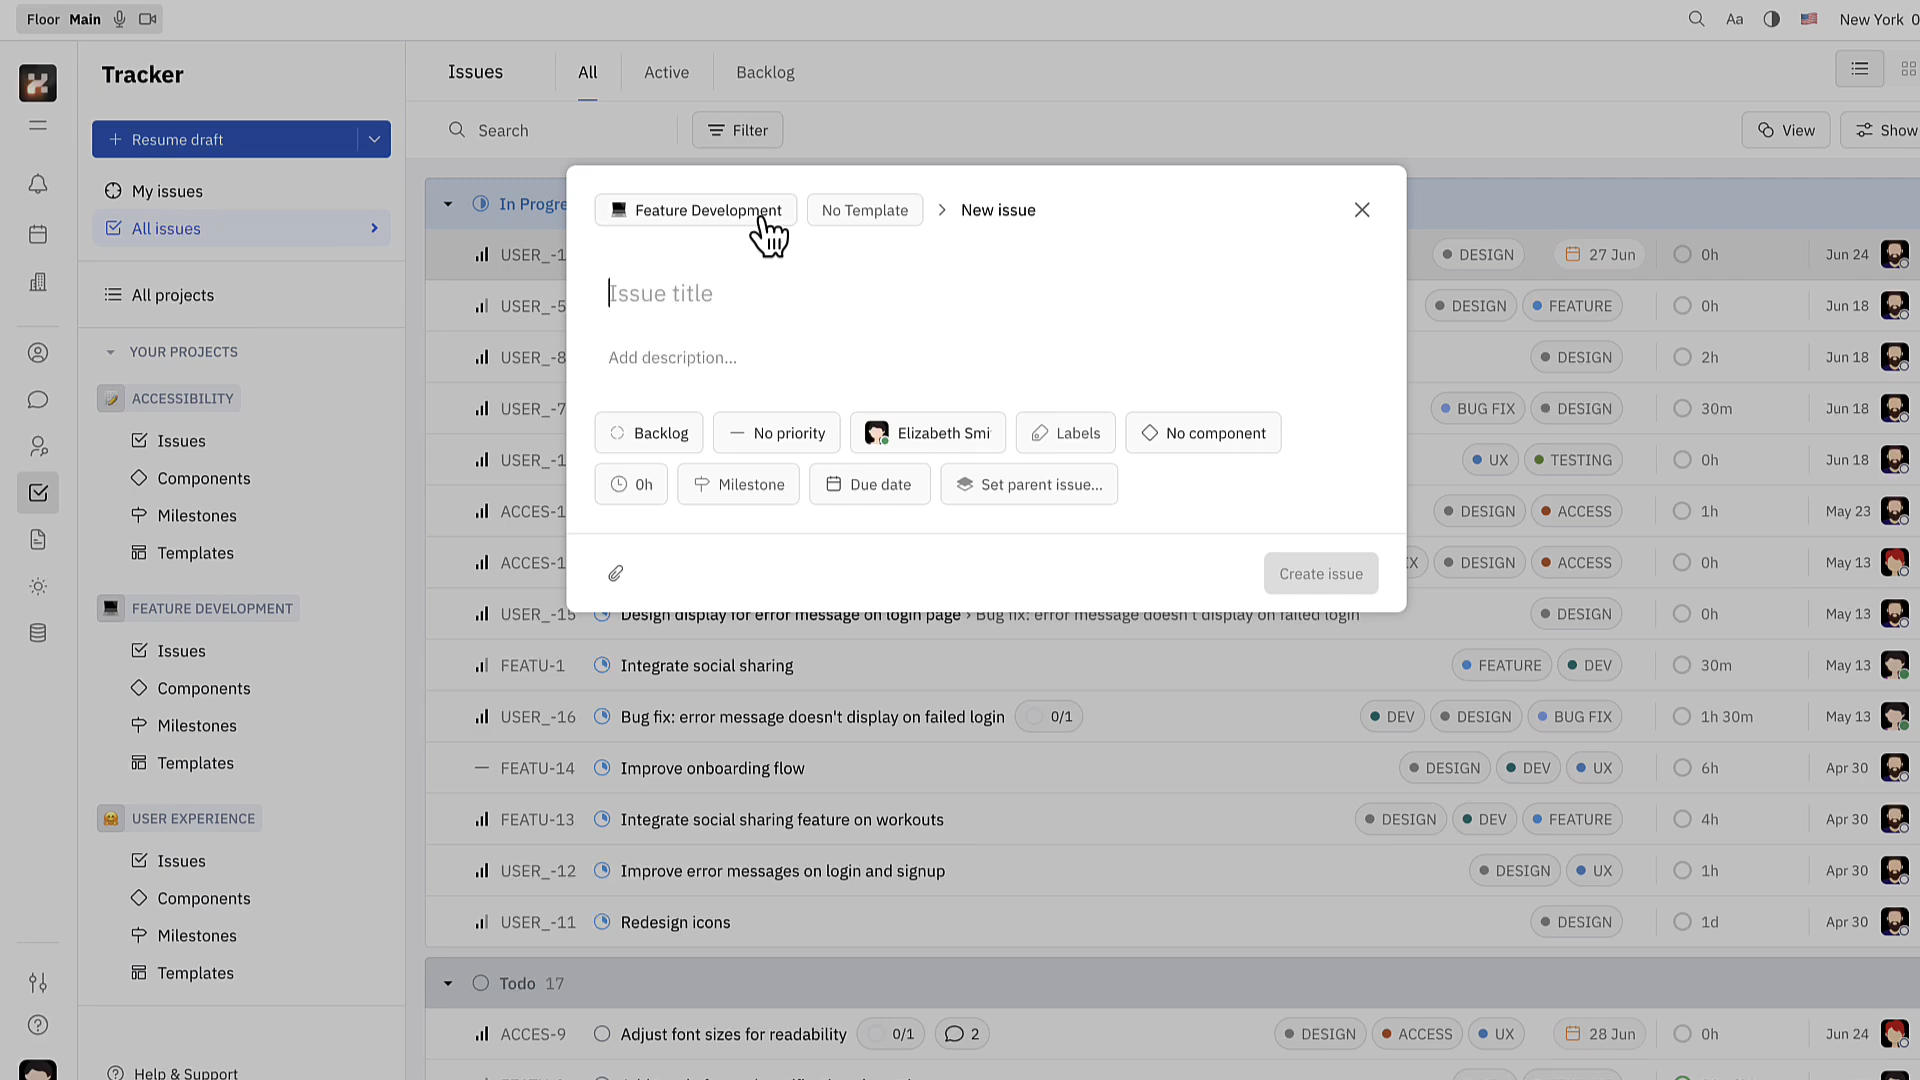 Floor Main
Aa
New York 0
Tracker
Resume draft
My issues
All issues
All projects
YOUR PROJECTS
ACCESSIBILITY
Issues
Components
Milestones
Templates
FEATURE DEVELOPMENT
Issues
Components
Milestones
Templates
USER EXPERIENCE
Issues
Components
Milestones
Templates
Help & Support
Issues All Active Backlog
Search Filter View Show
In Progre
Feature Development No Template > New issue
Issue title
Add description...
Backlog No priority Elizabeth Smi Labels No component
0h Milestone Due date Set parent issue...
Create issue
USER_-1 DESIGN 27 Jun 0h Jun 24
USER_-5 DESIGN FEATURE 0h Jun 18
USER_-8 DESIGN 2h Jun 18
USER_-7 BUG FIX DESIGN 30m Jun 18
USER_-1 UX TESTING 0h Jun 18
ACCES-1 DESIGN ACCESS 1h May 23
ACCES-1 IX DESIGN ACCESS 0h May 13
USER_-15 Design display for error message on login page › Bug fix: error message doesn't display on failed login DESIGN 0h May 13
FEATU-1 Integrate social sharing FEATURE DEV 30m May 13
USER_-16 Bug fix: error message doesn't display on failed login 0/1 DEV DESIGN BUG FIX 1h 30m May 13
FEATU-14 Improve onboarding flow DESIGN DEV UX 6h Apr 30
FEATU-13 Integrate social sharing feature on workouts DESIGN DEV FEATURE 4h Apr 30
USER_-12 Improve error messages on login and signup DESIGN UX 1h Apr 30
USER_-11 Redesign icons DESIGN 1d Apr 30
Todo 17
ACCES-9 Adjust font sizes for readability 0/1 2 DESIGN ACCESS UX 28 Jun 0h Jun 24